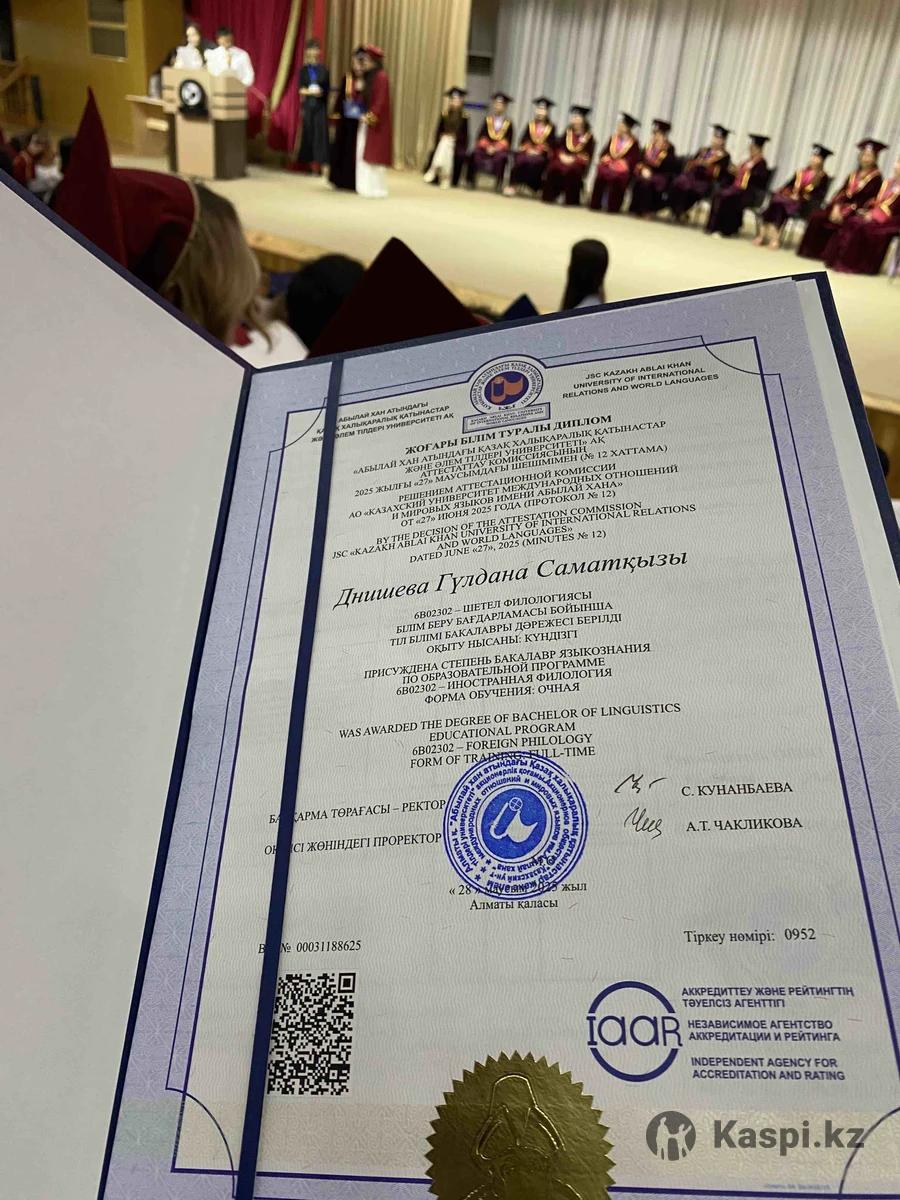 АБЫЛАЙ ХАН АТЫНДАҒЫ
ҚАЗАҚ ХАЛЫҚАРАЛЫҚ ҚАТЫНАСТАР
ЖӘНЕ ӘЛЕМ ТІЛДЕРІ УНИВЕРСИТЕТІ АҚ
JSC KAZAKH ABLAI KHAN
UNIVERSITY OF INTERNATIONAL
RELATIONS AND WORLD LANGUAGES
ЖОҒАРЫ БІЛІМ ТУРАЛЫ ДИПЛОМ
«АБЫЛАЙ ХАН АТЫНДАҒЫ ҚАЗАҚ ХАЛЫҚАРАЛЫҚ ҚАТЫНАСТАР
ЖӘНЕ ӘЛЕМ ТІЛДЕРІ УНИВЕРСИТЕТІ» АҚ
АТТЕСТАТТАУ КОМИССИЯСЫНЫҢ
2025 ЖЫЛҒЫ «27» МАУСЫМДАҒЫ ШЕШІМІМЕН (№ 12 ХАТТАМА)
РЕШЕНИЕМ АТТЕСТАЦИОННОЙ КОМИССИИ
АО «КАЗАХСКИЙ УНИВЕРСИТЕТ МЕЖДУНАРОДНЫХ ОТНОШЕНИЙ
И МИРОВЫХ ЯЗЫКОВ ИМЕНИ АБЫЛАЙ ХАНА»
ОТ «27» ИЮНЯ 2025 ГОДА (ПРОТОКОЛ № 12)
BY THE DECISION OF THE ATTESTATION COMMISSION
JSC «KAZAKH ABLAI KHAN UNIVERSITY OF INTERNATIONAL RELATIONS
AND WORLD LANGUAGES»
DATED JUNE «27», 2025 (MINUTES № 12)
Днишева Гүлдана Саматқызы
6B02302 – ШЕТЕЛ ФИЛОЛОГИЯСЫ
БІЛІМ БЕРУ БАҒДАРЛАМАСЫ БОЙЫНША
ТІЛ БІЛІМІ БАКАЛАВРЫ ДӘРЕЖЕСІ БЕРІЛДІ
ОҚЫТУ НЫСАНЫ: КҮНДІЗГІ
ПРИСУЖДЕНА СТЕПЕНЬ БАКАЛАВР ЯЗЫКОЗНАНИЯ
ПО ОБРАЗОВАТЕЛЬНОЙ ПРОГРАММЕ
6B02302 – ИНОСТРАННАЯ ФИЛОЛОГИЯ
ФОРМА ОБУЧЕНИЯ: ОЧНАЯ
WAS AWARDED THE DEGREE OF BACHELOR OF LINGUISTICS
EDUCATIONAL PROGRAM
6B02302 – FOREIGN PHILOLOGY
FORM OF TRAINING: FULL-TIME
БАСҚАРМА ТӨРАҒАСЫ – РЕКТОР
С. КУНАНБАЕВА
ЖӨНІНДЕГІ ПРОРЕКТОР
А.Т. ЧАКЛИКОВА
« 28 » маусым 2025 жыл
Алматы қаласы
№ 00031188625
Тіркеу нөмірі: 0952
IAAR
АККРЕДИТТЕУ ЖӘНЕ РЕЙТИНГТІҢ
ТӘУЕЛСІЗ АГЕНТТІГІ
НЕЗАВИСИМОЕ АГЕНТСТВО
АККРЕДИТАЦИИ И РЕЙТИНГА
INDEPENDENT AGENCY FOR
ACCREDITATION AND RATING
Kaspi.kz